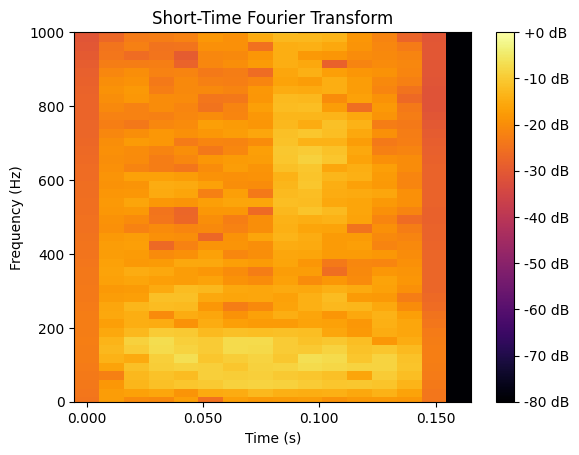 Short-Time Fourier Transform
1000
800
600
400
200
0
Frequency (Hz)
0.000
0.050
0.100
0.150
Time (s)
+0 dB
-10 dB
-20 dB
-30 dB
-40 dB
-50 dB
-60 dB
-70 dB
-80 dB